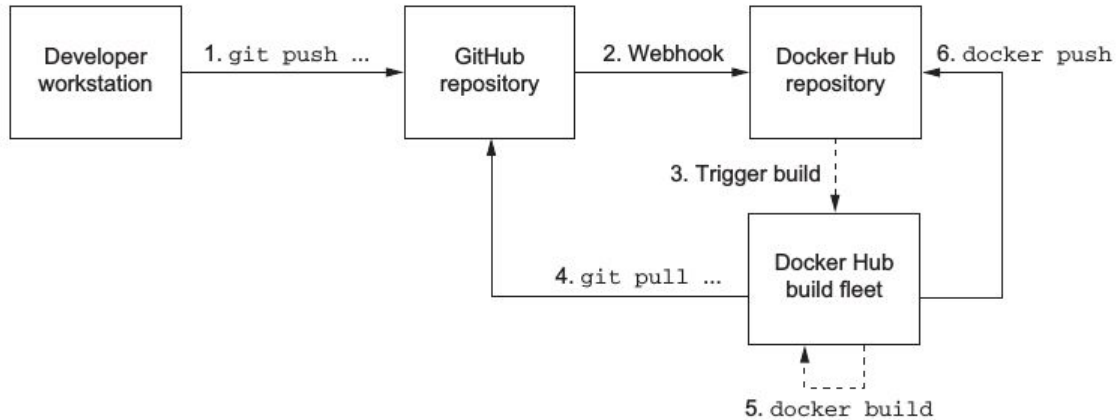 Developer
workstation
1. git push ...
GitHub
repository
2. Webhook
Docker Hub
repository
6. docker push
3. Trigger build
4. git pull ...
Docker Hub
build fleet
5. docker build